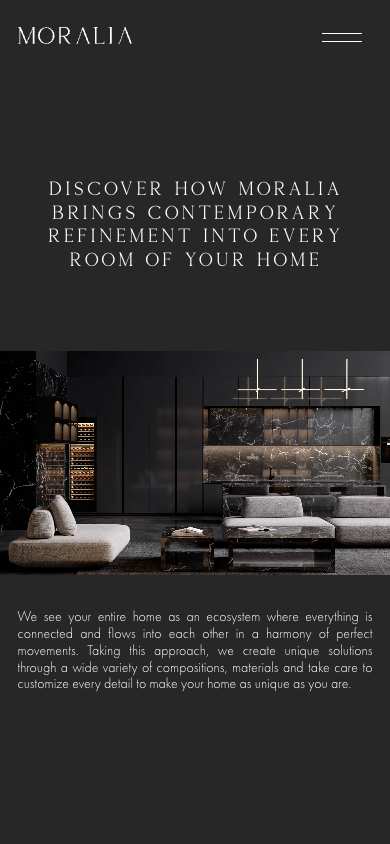 MORALIA
DISCOVER HOW MORALIA
BRINGS CONTEMPORARY
REFINEMENT INTO EVERY
ROOM OF YOUR HOME
We see your entire home as an ecosystem where everything is
connected and flows into each other in a harmony of perfect
movements. Taking this approach, we create unique solutions
through a wide variety of compositions, materials and take care to
customize every detail to make your home as unique as you are.